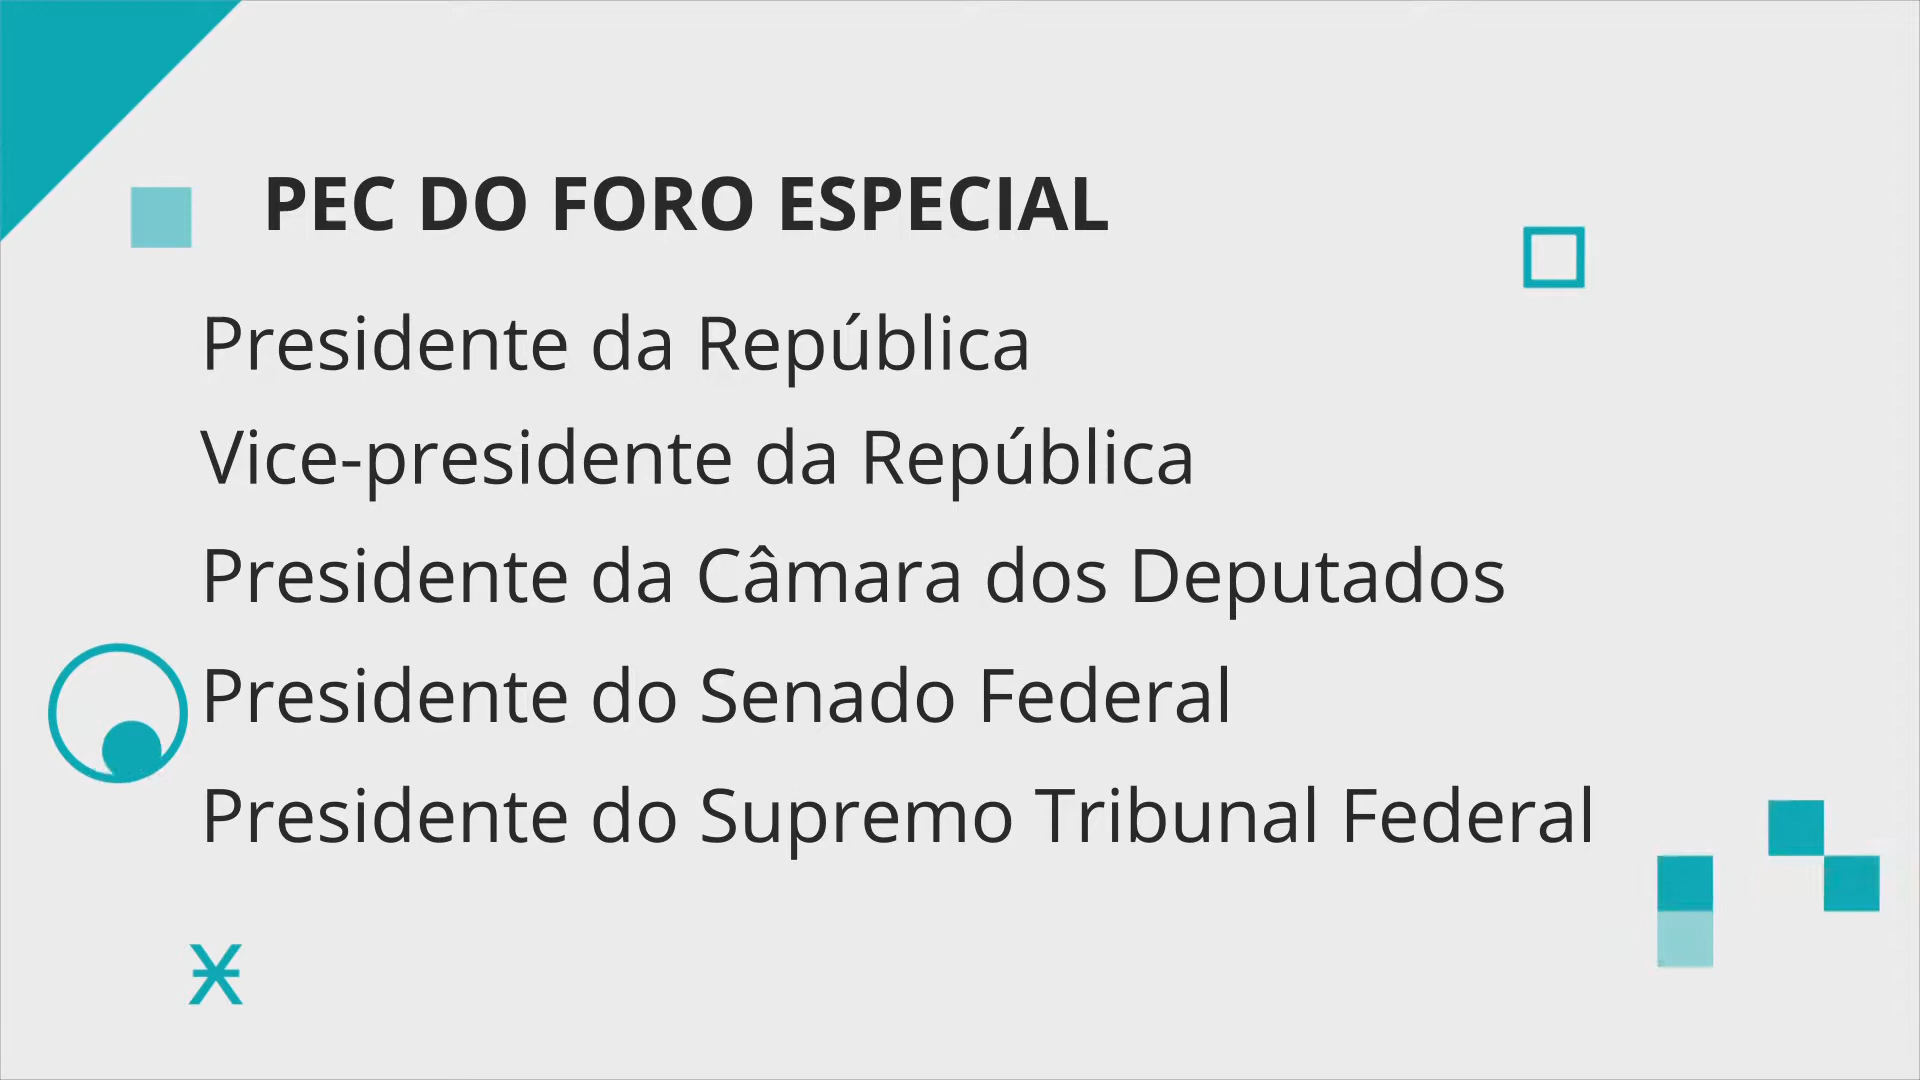 PEC DO FORO ESPECIAL
Presidente da República
Vice-presidente da República
Presidente da Câmara dos Deputados
Presidente do Senado Federal
Presidente do Supremo Tribunal Federal